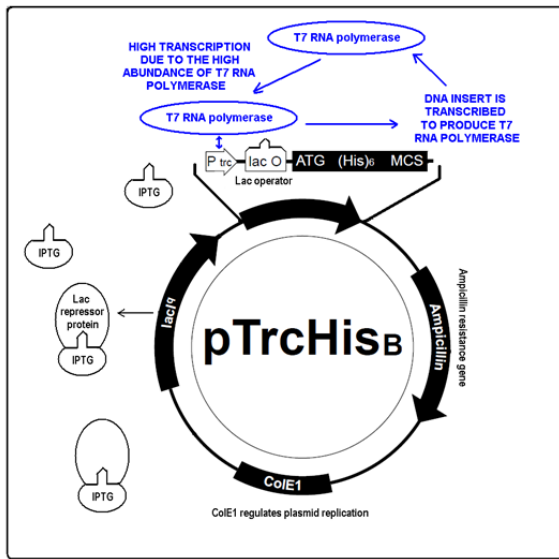 T7 RNA polymerase
HIGH TRANSCRIPTION
DUE TO THE HIGH
ABUNDANCE OF T7 RNA
POLYMERASE
DNA INSERT IS
TRANSCRIBED
TO PRODUCE T7
RNA POLYMERASE
T7 RNA polymerase
P trc
lac O
ATG (His)6 MCS
Lac operator
IPTG
IPTG
Lac
repressor
protein
IPTG
lacIq
pTrcHisB
Ampicillin
Ampicillin resistance gene
IPTG
ColE1
ColE1 regulates plasmid replication